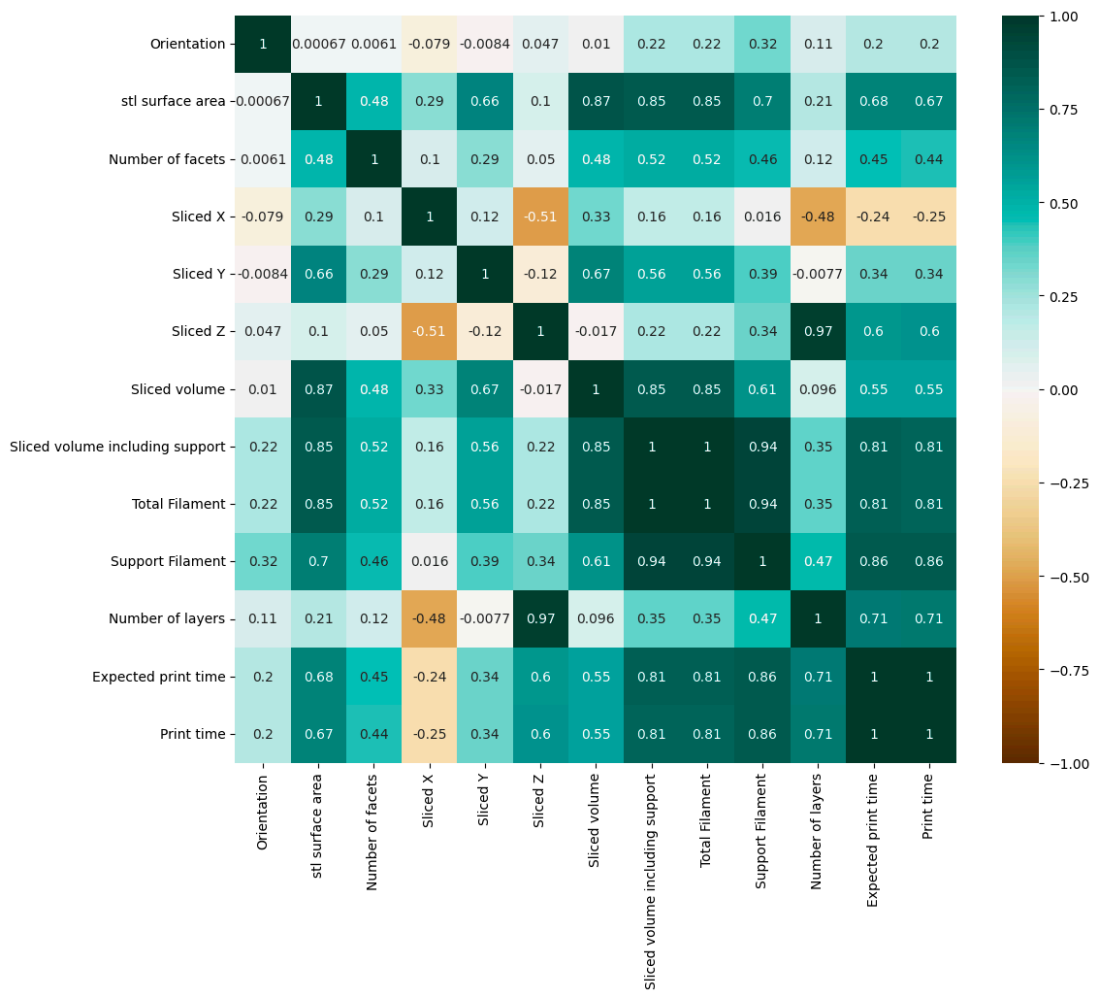 Orientation 1 0.00067 0.0061 -0.079 -0.0084 0.047 0.01 0.22 0.22 0.32 0.11 0.2 0.2 1.00
stl surface area 0.00067 1 0.48 0.29 0.66 0.1 0.87 0.85 0.85 0.7 0.21 0.68 0.67 0.75
Number of facets 0.0061 0.48 1 0.1 0.29 0.05 0.48 0.52 0.52 0.46 0.12 0.45 0.44
Sliced X -0.079 0.29 0.1 1 0.12 -0.51 0.33 0.16 0.16 0.016 -0.48 -0.24 -0.25 0.50
Sliced Y -0.0084 0.66 0.29 0.12 1 -0.12 0.67 0.56 0.56 0.39 -0.0077 0.34 0.34 0.25
Sliced Z 0.047 0.1 0.05 -0.51 -0.12 1 -0.017 0.22 0.22 0.34 0.97 0.6 0.6
Sliced volume 0.01 0.87 0.48 0.33 0.67 -0.017 1 0.85 0.85 0.61 0.096 0.55 0.55 0.00
Sliced volume including support 0.22 0.85 0.52 0.16 0.56 0.22 0.85 1 1 0.94 0.35 0.81 0.81
Total Filament 0.22 0.85 0.52 0.16 0.56 0.22 0.85 1 1 0.94 0.35 0.81 0.81 −0.25
Support Filament 0.32 0.7 0.46 0.016 0.39 0.34 0.61 0.94 0.94 1 0.47 0.86 0.86 −0.50
Number of layers 0.11 0.21 0.12 -0.48 -0.0077 0.97 0.096 0.35 0.35 0.47 1 0.71 0.71
Expected print time 0.2 0.68 0.45 -0.24 0.34 0.6 0.55 0.81 0.81 0.86 0.71 1 1 −0.75
Print time 0.2 0.67 0.44 -0.25 0.34 0.6 0.55 0.81 0.81 0.86 0.71 1 1 −1.00
Orientation
stl surface area
Number of facets
Sliced X
Sliced Y
Sliced Z
Sliced volume
Sliced volume including support
Total Filament
Support Filament
Number of layers
Expected print time
Print time